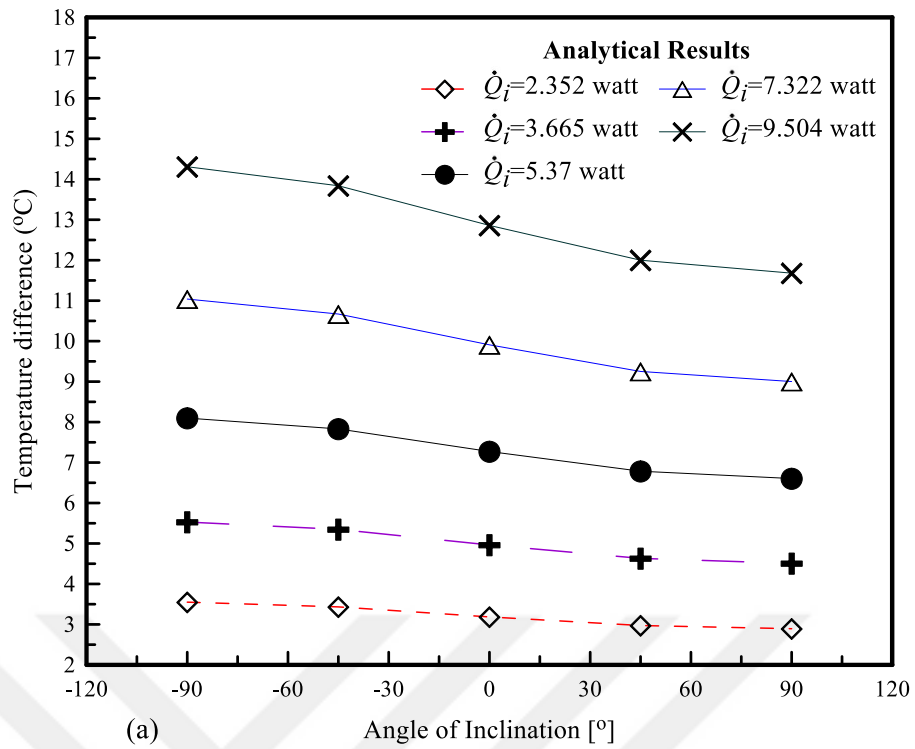 Analytical Results
Q̇i=2.352 watt
Q̇i=7.322 watt
Q̇i=3.665 watt
Q̇i=9.504 watt
Q̇i=5.37 watt
Temperature difference (ºC)
18
17
16
15
14
13
12
11
10
9
8
7
6
5
4
3
2
-120 -90 -60 -30 0 30 60 90 120
(a) Angle of Inclination [º]